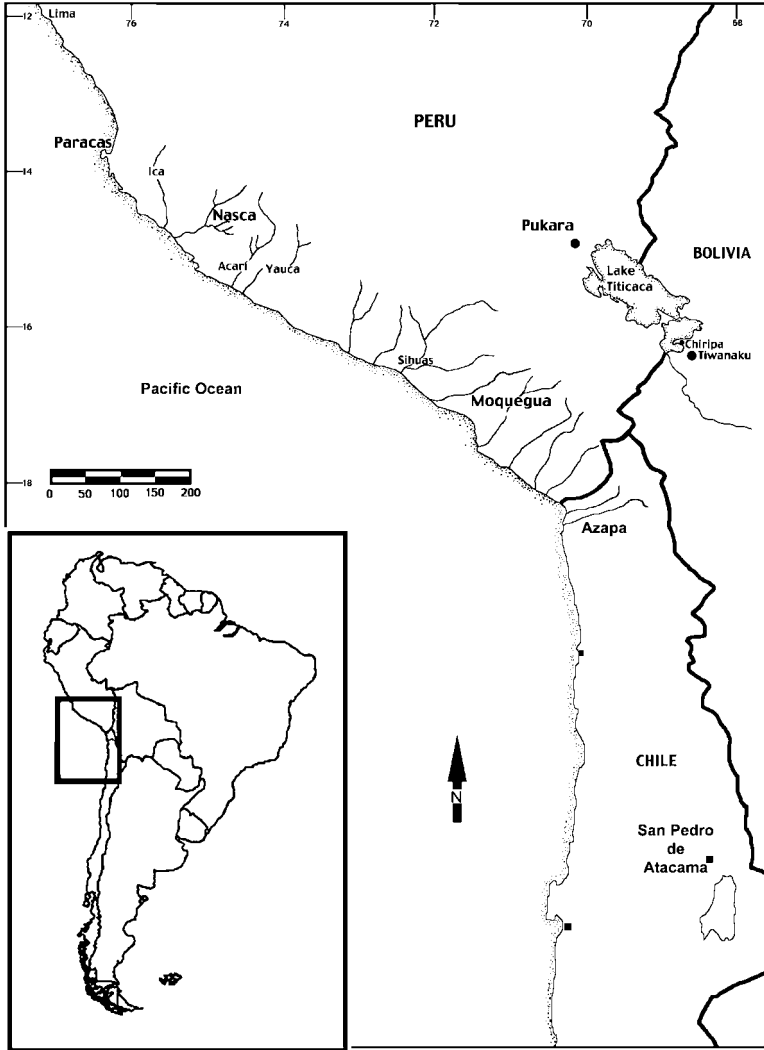 12
Lima
76
74
72
70
68
PERU
Paracas
14
Ica
Nasca
Pukara
BOLIVIA
Acari
Yauca
Lake
Titicaca
16
Sihuas
Chiripa
Tiwanaku
Pacific Ocean
Moquegua
18
0 50 100 150 200
Azapa
N
CHILE
San Pedro
de
Atacama